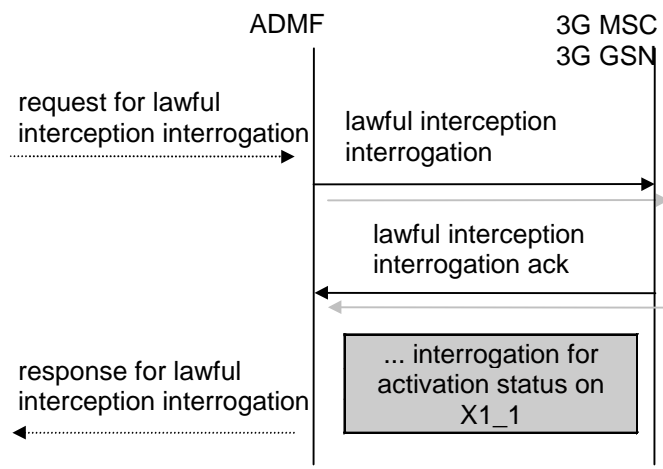 ADMF
3G MSC
3G GSN
request for lawful
interception interrogation
lawful interception
interrogation
lawful interception
interrogation ack
... interrogation for
activation status on
X1_1
response for lawful
interception interrogation